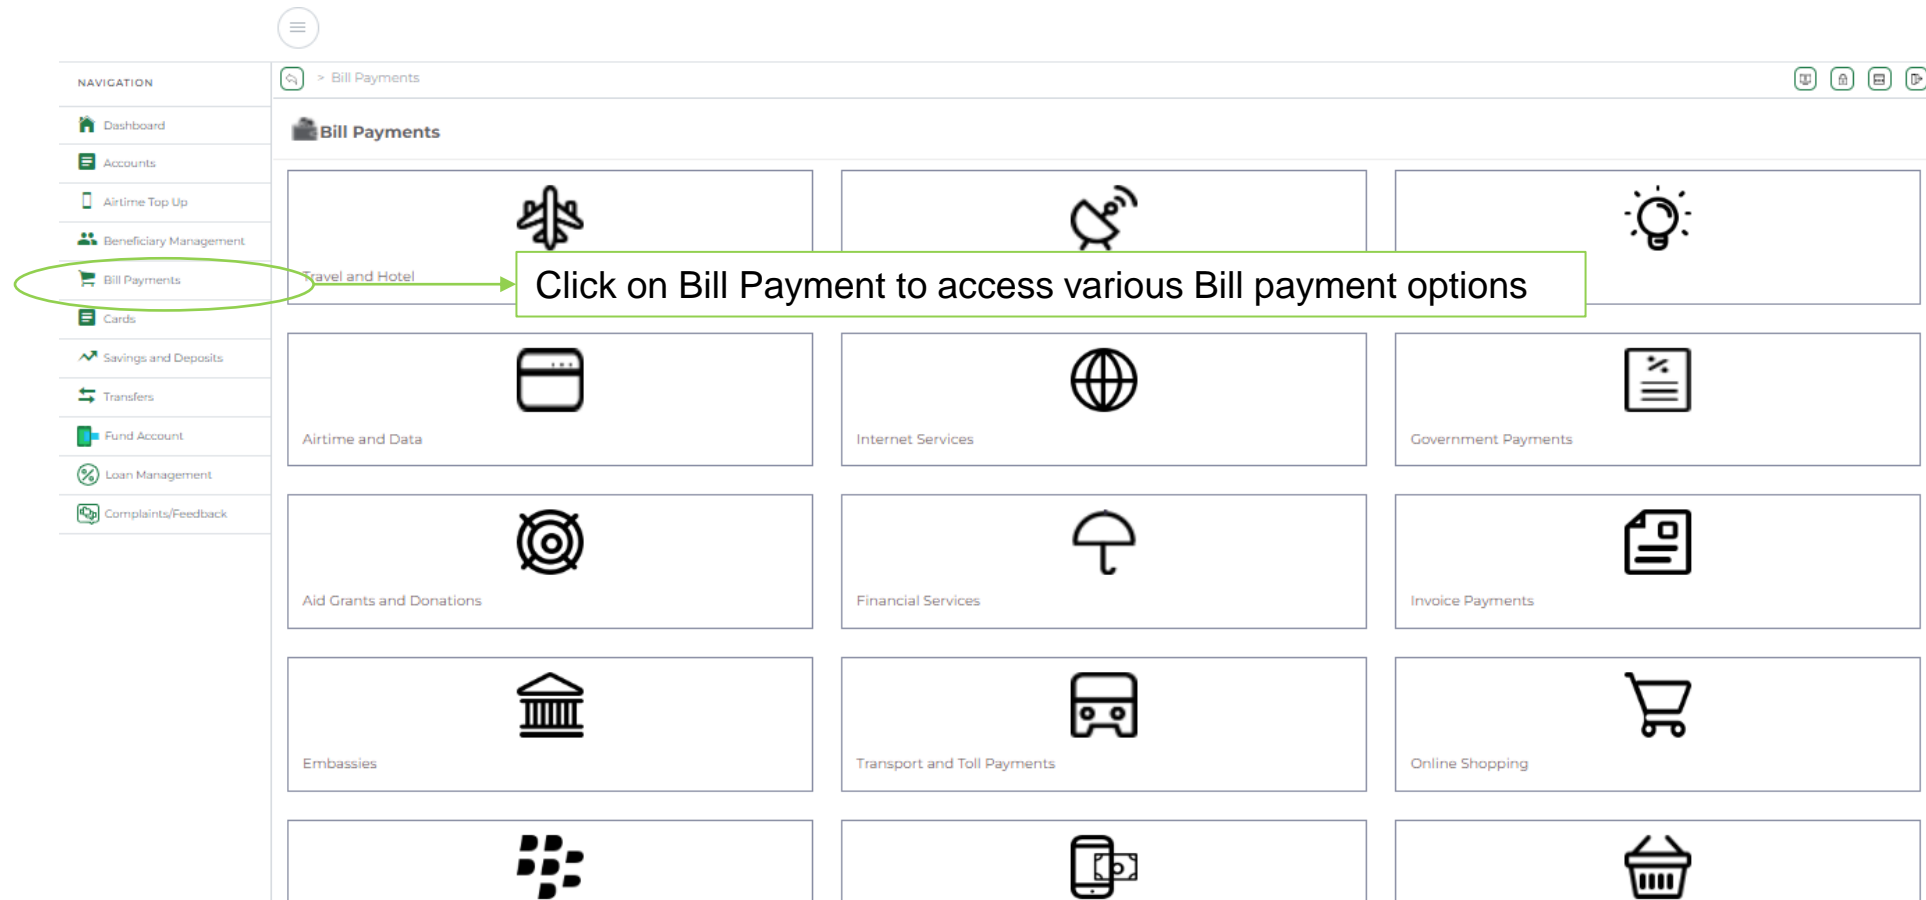 NAVIGATION
> Bill Payments
Dashboard
Bill Payments
Accounts
Airtime Top Up
Beneficiary Management
Bill Payments
Travel and Hotel
Click on Bill Payment to access various Bill payment options
Cards
Savings and Deposits
Transfers
Fund Account
Airtime and Data
Internet Services
Government Payments
Loan Management
Complaints/Feedback
Aid Grants and Donations
Financial Services
Invoice Payments
Embassies
Transport and Toll Payments
Online Shopping